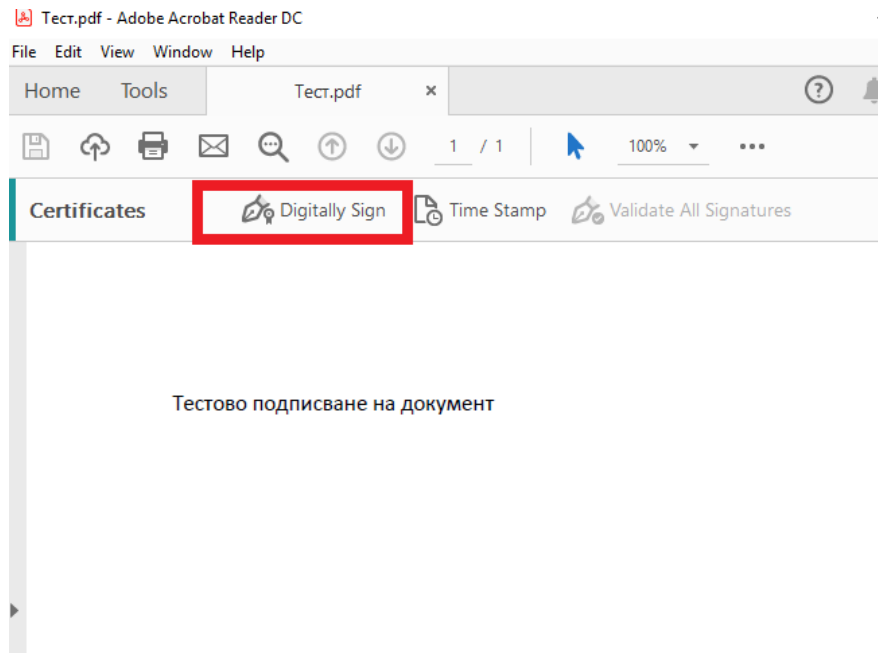 Тест.pdf - Adobe Acrobat Reader DC
File Edit View Window Help
Home Tools Тест.pdf ×
1 / 1 100%
Certificates Digitally Sign Time Stamp Validate All Signatures
Тестово подписване на документ